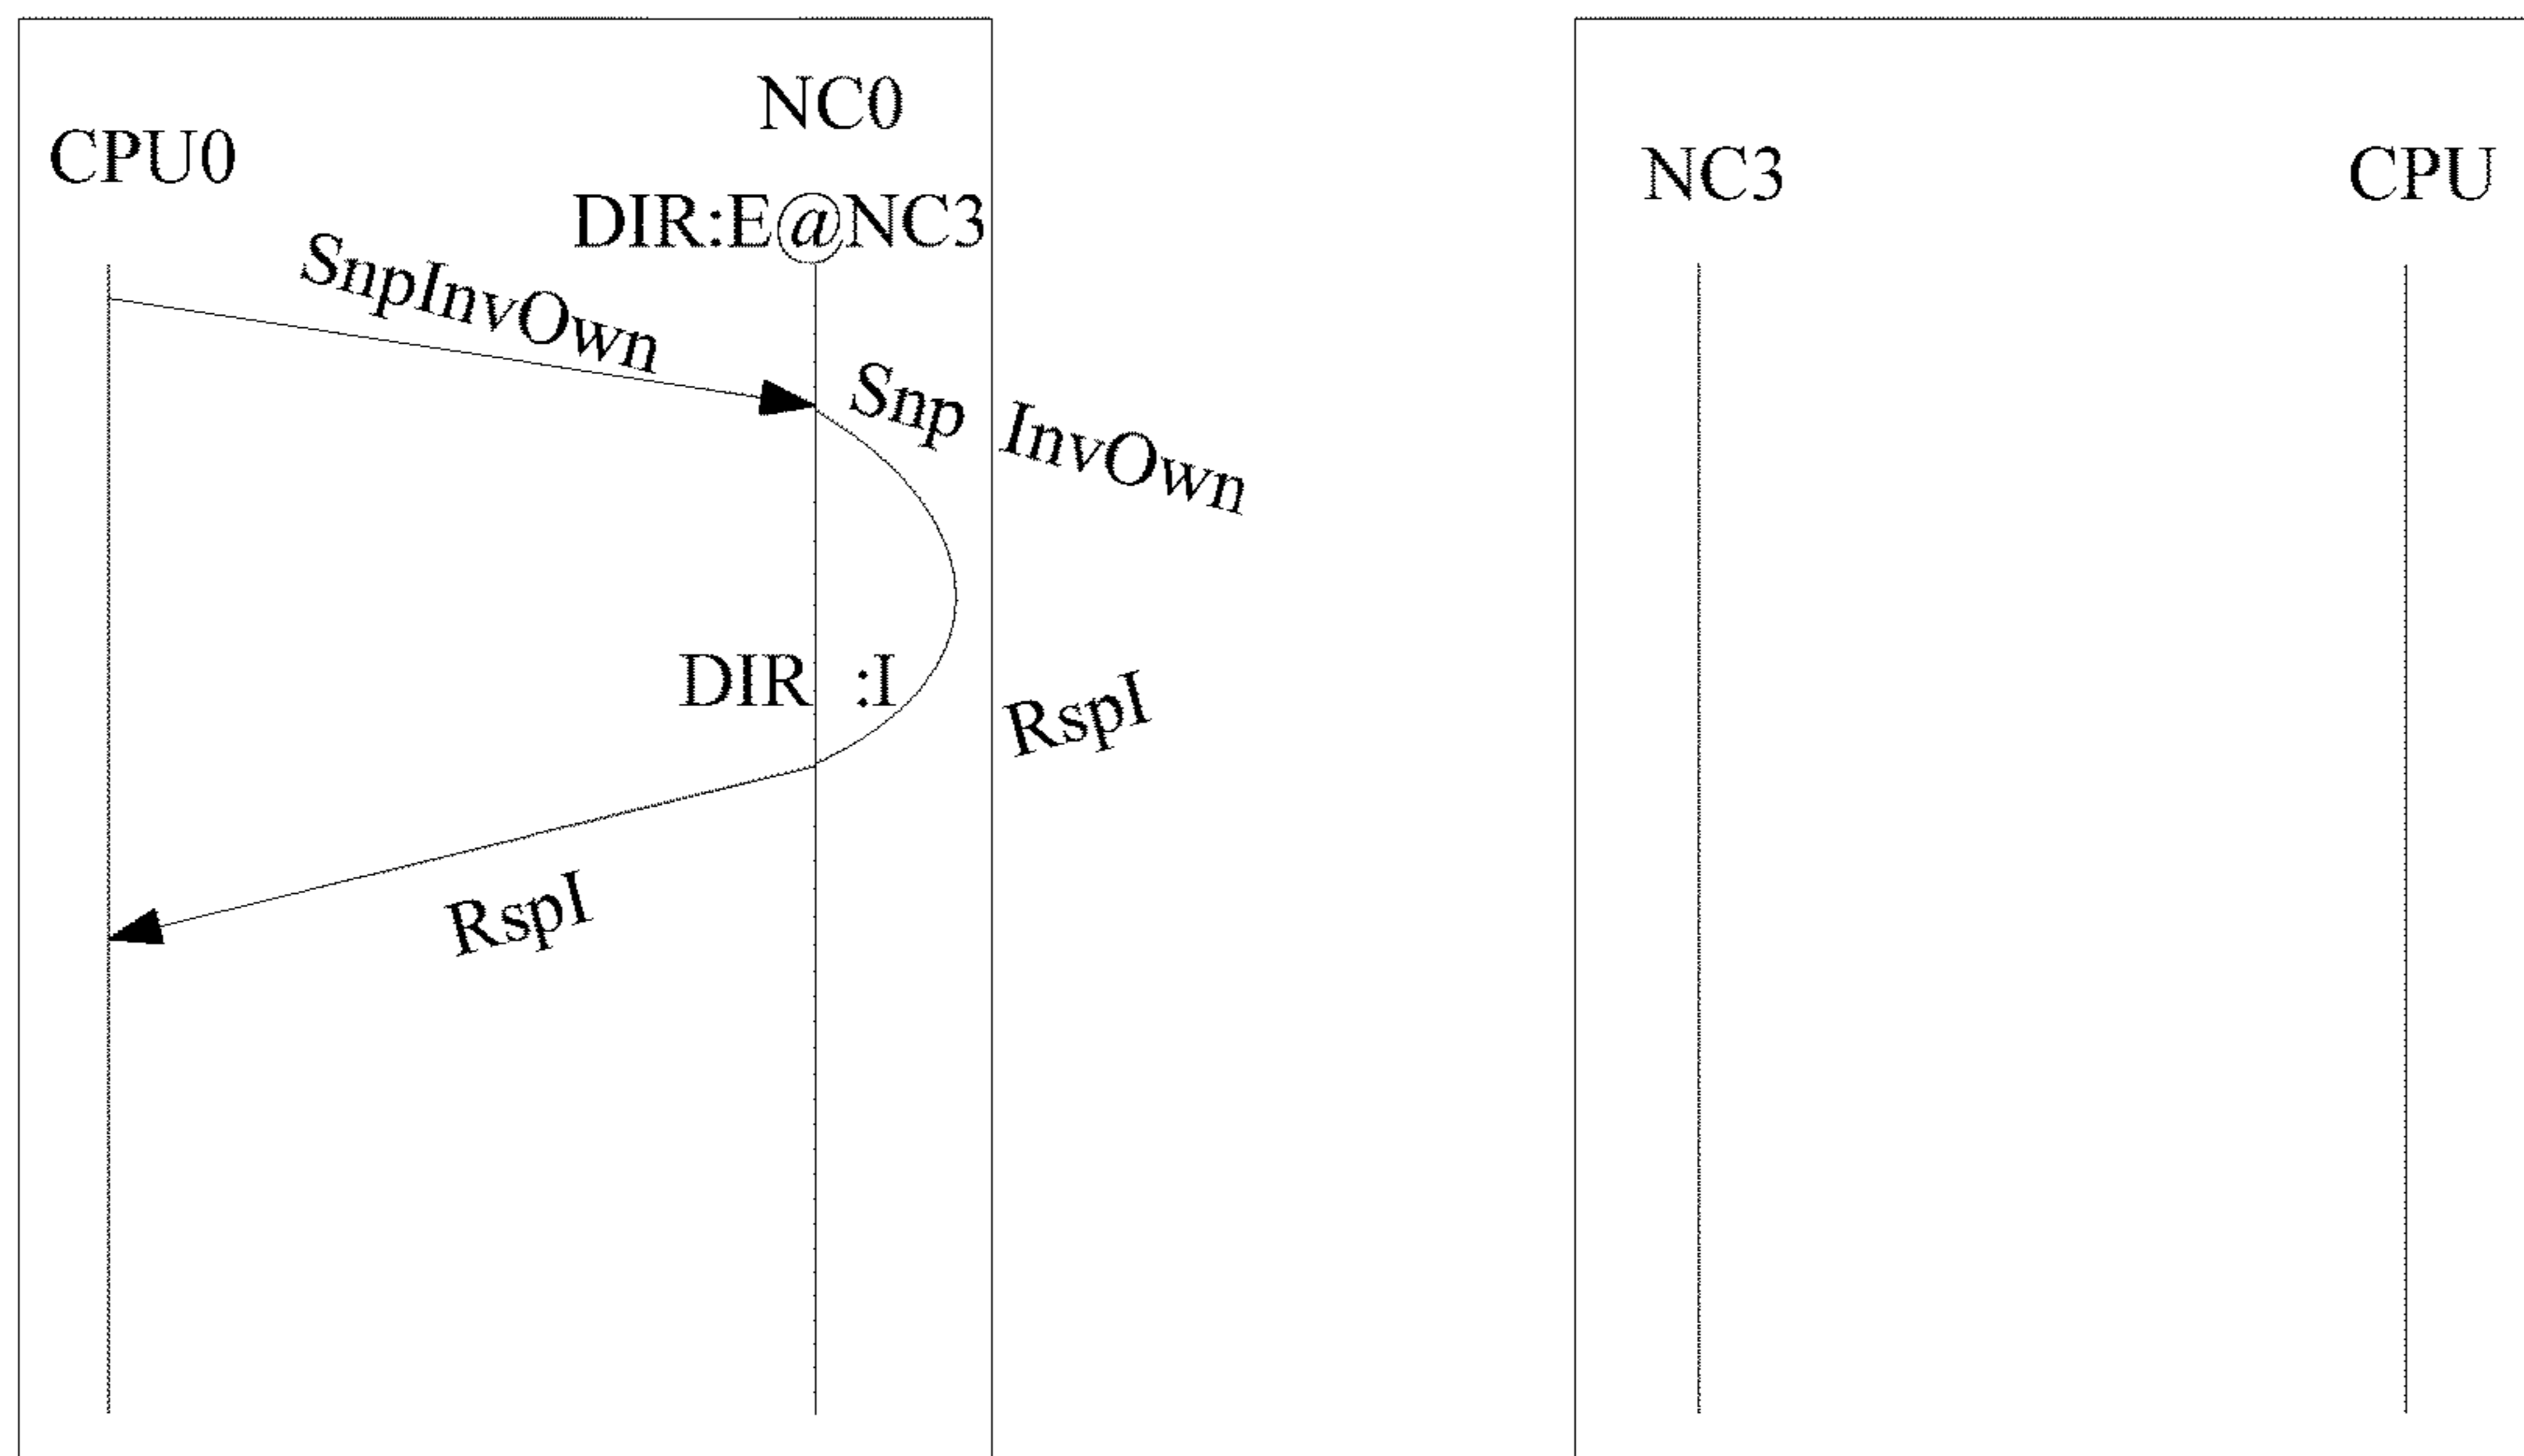 NC0
CPU0
NC3
CPU
DIR:E@NC3
SnpInvOwn
Snp InvOwn
DIR :I
RspI
RspI